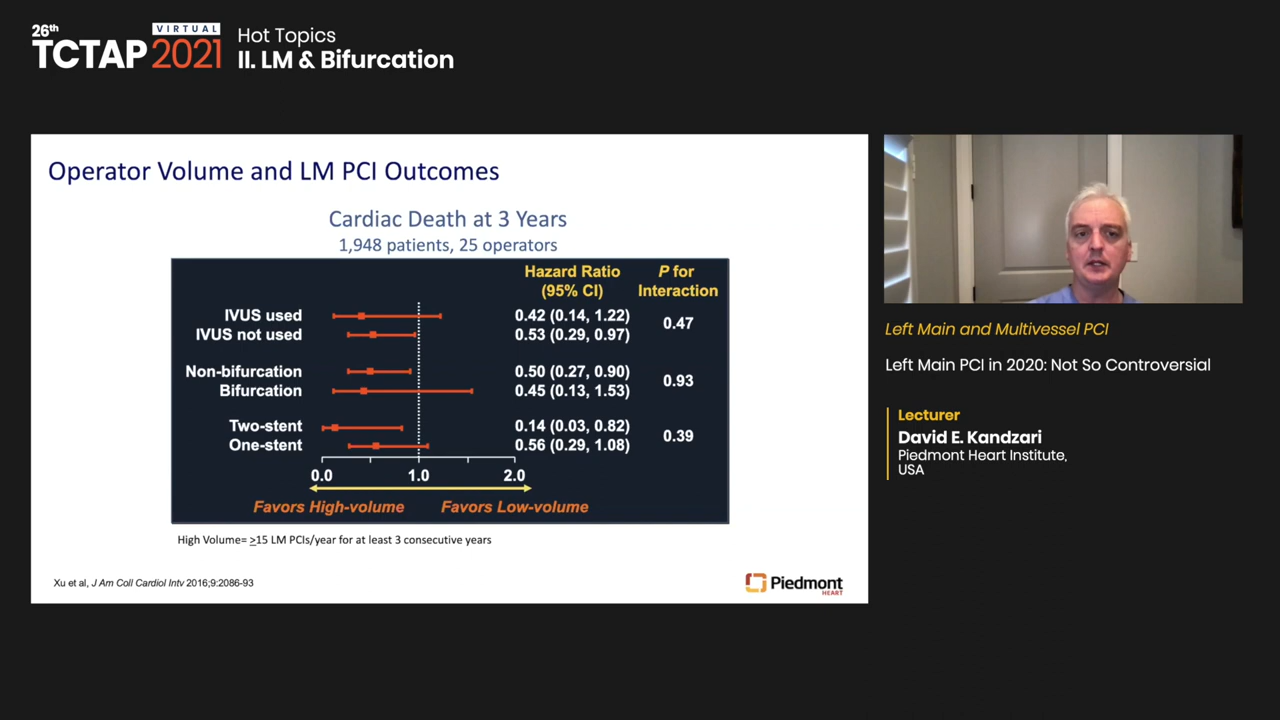 26th
VIRTUAL
TCTAP 2021
Hot Topics
II. LM & Bifurcation
Operator Volume and LM PCI Outcomes
Cardiac Death at 3 Years
1,948 patients, 25 operators
Hazard Ratio (95% CI)
P for Interaction
IVUS used 0.42 (0.14, 1.22)
IVUS not used 0.53 (0.29, 0.97)
0.47
Non-bifurcation 0.50 (0.27, 0.90)
Bifurcation 0.45 (0.13, 1.53)
0.93
Two-stent 0.14 (0.03, 0.82)
One-stent 0.56 (0.29, 1.08)
0.39
0.0 1.0 2.0
Favors High-volume Favors Low-volume
High Volume= ≥15 LM PCIs/year for at least 3 consecutive years
Xu et al, J Am Coll Cardiol Intv 2016;9:2086-93
Piedmont
HEART
Left Main and Multivessel PCI
Left Main PCI in 2020: Not So Controversial
Lecturer
David E. Kandzari
Piedmont Heart Institute,
USA